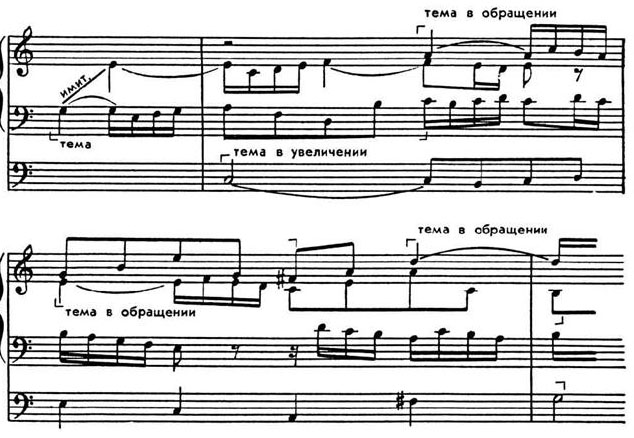 тема в обращении
имит.
тема
тема в увеличении
тема в обращении
тема в обращении